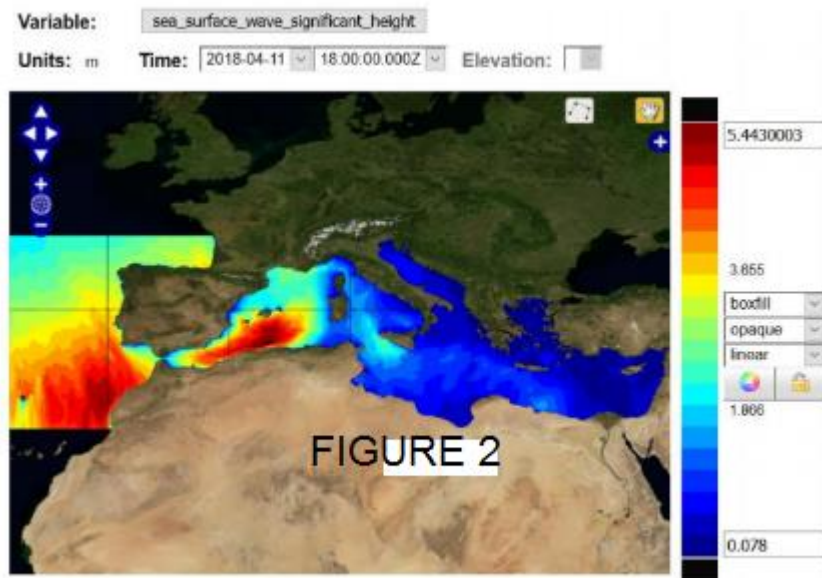 Variable: sea_surface_wave_significant_height
Units: m Time: 2018-04-11 18:00:00.000Z Elevation:
5.4430003
3.655
boxfill
opaque
linear
1.866
0.078
FIGURE 2